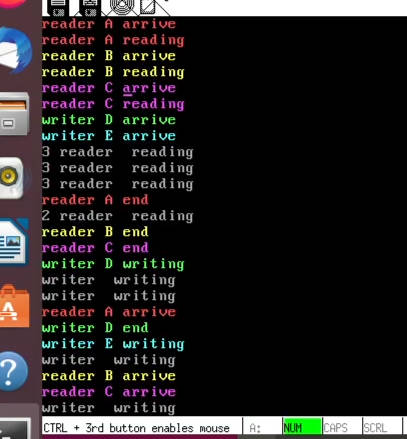 reader A arrive
reader A reading
reader B arrive
reader B reading
reader C arrive
reader C reading
writer D arrive
writer E arrive
3 reader  reading
3 reader  reading
3 reader  reading
reader A end
2 reader  reading
reader B end
reader C end
writer D writing
writer  writing
writer  writing
reader A arrive
writer D end
writer E writing
writer  writing
reader B arrive
reader C arrive
writer  writing
CTRL + 3rd button enables mouse A: NUM CAPS SCRL